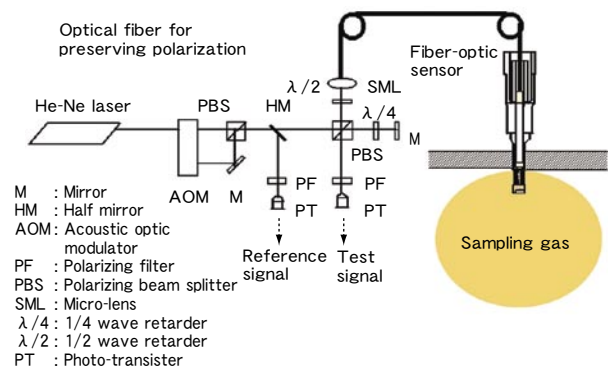 Optical fiber for
preserving polarization
Fiber-optic
sensor
λ/2
SML
He-Ne laser
PBS
HM
λ/4
M
PBS
AOM
M
PF
PF
PT
PT
Reference
signal
Test
signal
Sampling gas
M : Mirror
HM : Half mirror
AOM : Acoustic optic
modulator
PF : Polarizing filter
PBS : Polarizing beam splitter
SML : Micro-lens
λ/4 : 1/4 wave retarder
λ/2 : 1/2 wave retarder
PT : Photo-transister